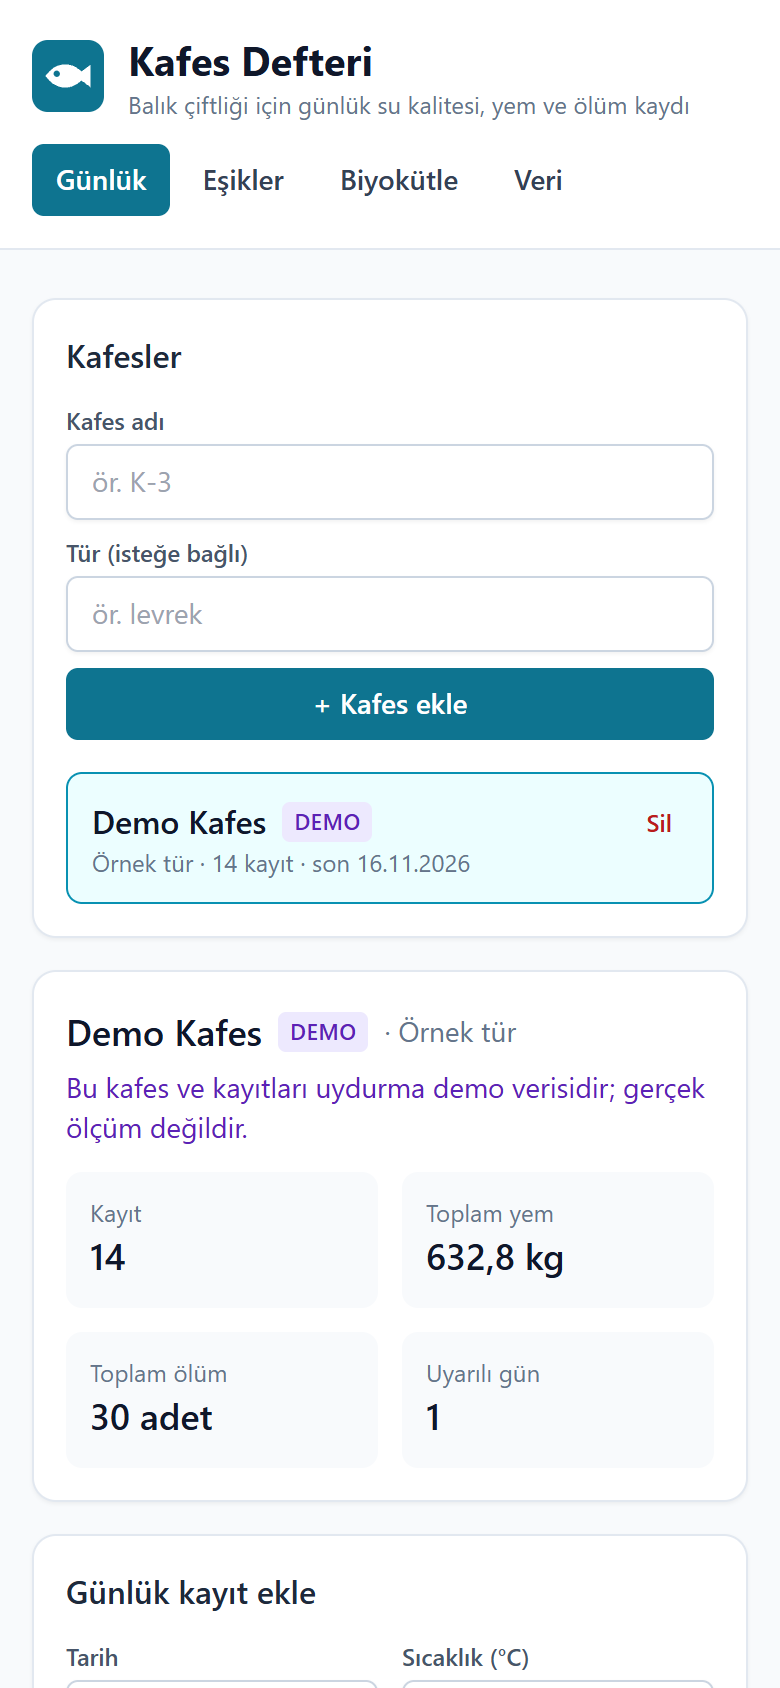 Kafes Defteri
Balık çiftliği için günlük su kalitesi, yem ve ölüm kaydı
Günlük
Eşikler
Biyokütle
Veri
Kafesler
Kafes adı
ör. K-3
Tür (isteğe bağlı)
ör. levrek
+ Kafes ekle
Demo Kafes DEMO
Sil
Örnek tür · 14 kayıt · son 16.11.2026
Demo Kafes DEMO · Örnek tür
Bu kafes ve kayıtları uydurma demo verisidir; gerçek
ölçüm değildir.
Kayıt
14
Toplam yem
632,8 kg
Toplam ölüm
30 adet
Uyarılı gün
1
Günlük kayıt ekle
Tarih
Sıcaklık (°C)